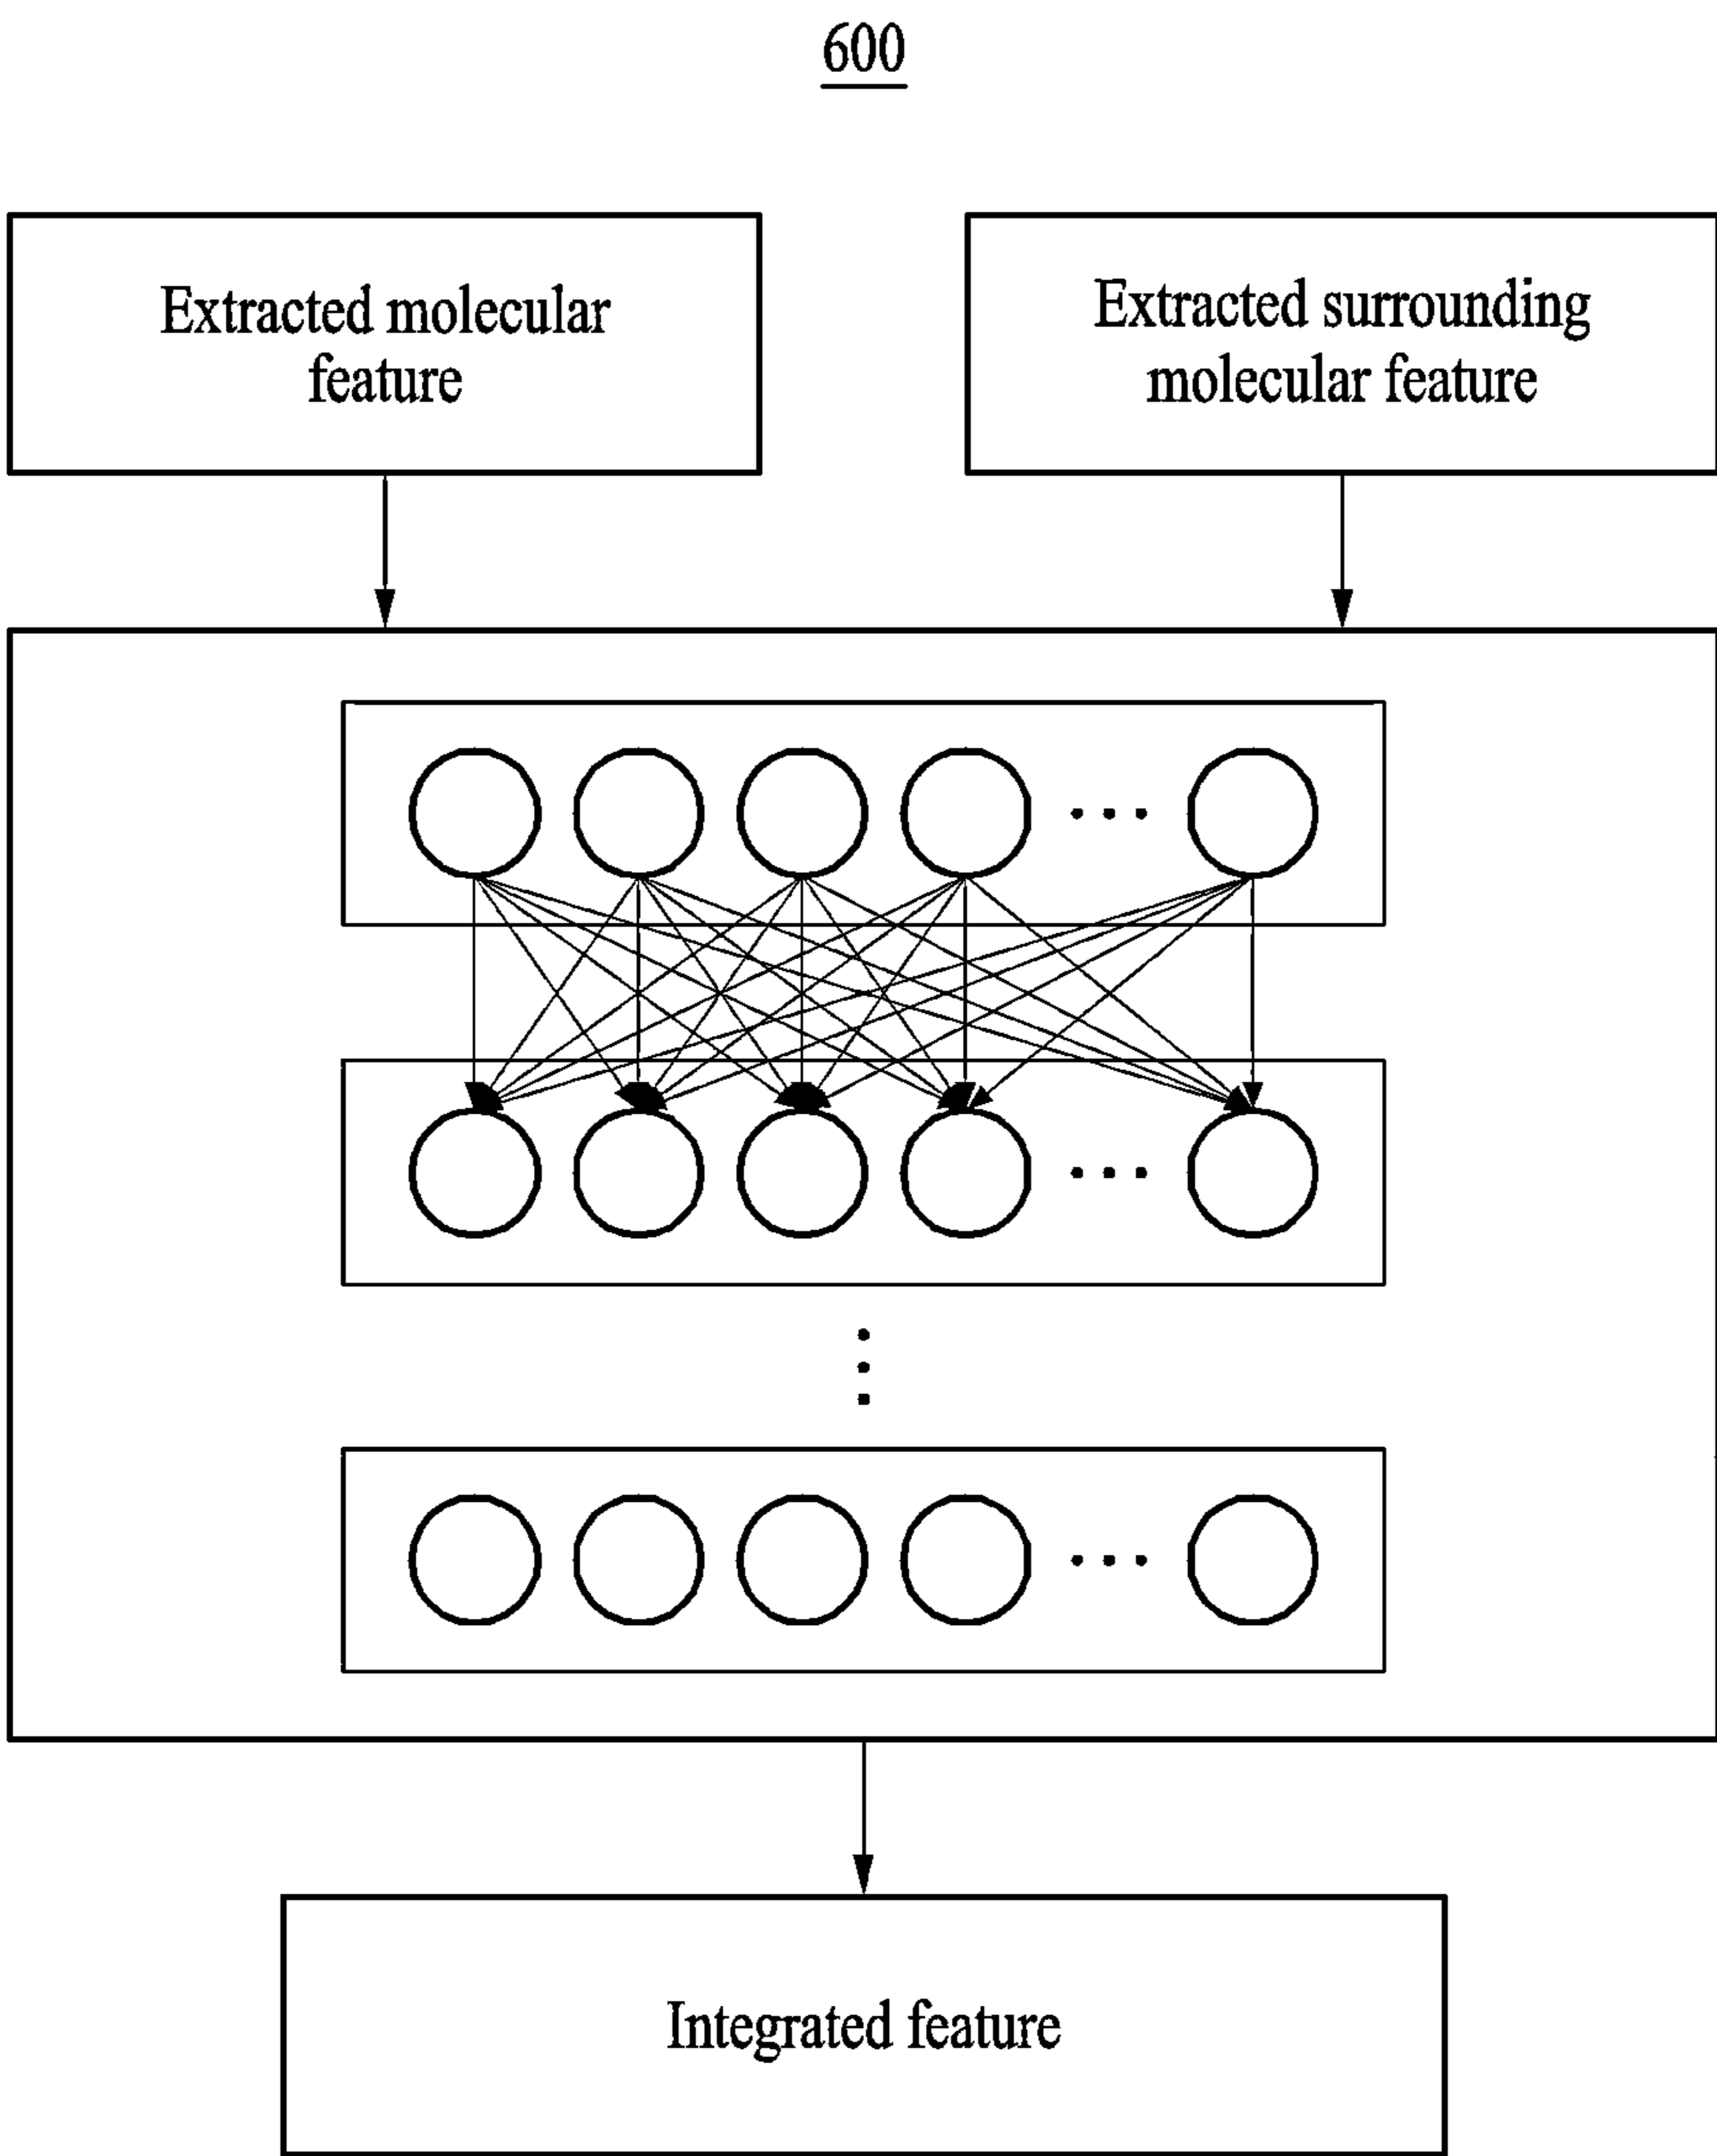 600
Extracted molecular
feature
Extracted surrounding
molecular feature
Integrated feature